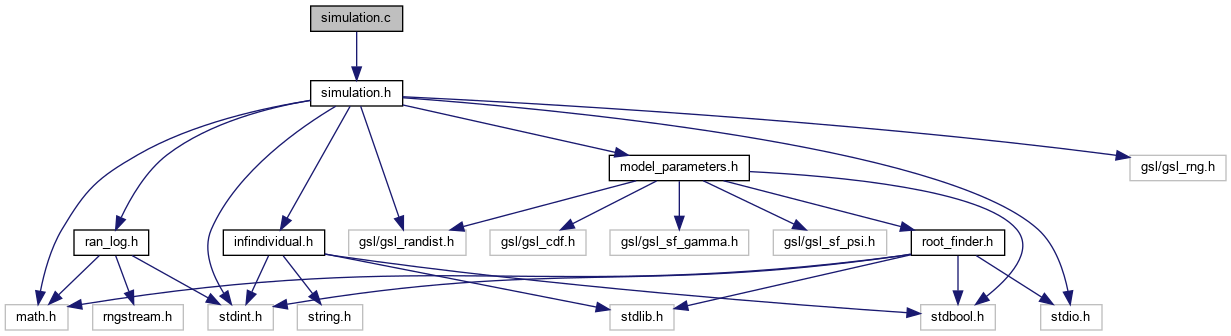 simulation.c
simulation.h
model_parameters.h
gsl/gsl_rng.h
ran_log.h
infindividual.h
gsl/gsl_randist.h
gsl/gsl_cdf.h
gsl/gsl_sf_gamma.h
gsl/gsl_sf_psi.h
root_finder.h
math.h
rngstream.h
stdint.h
string.h
stdlib.h
stdbool.h
stdio.h